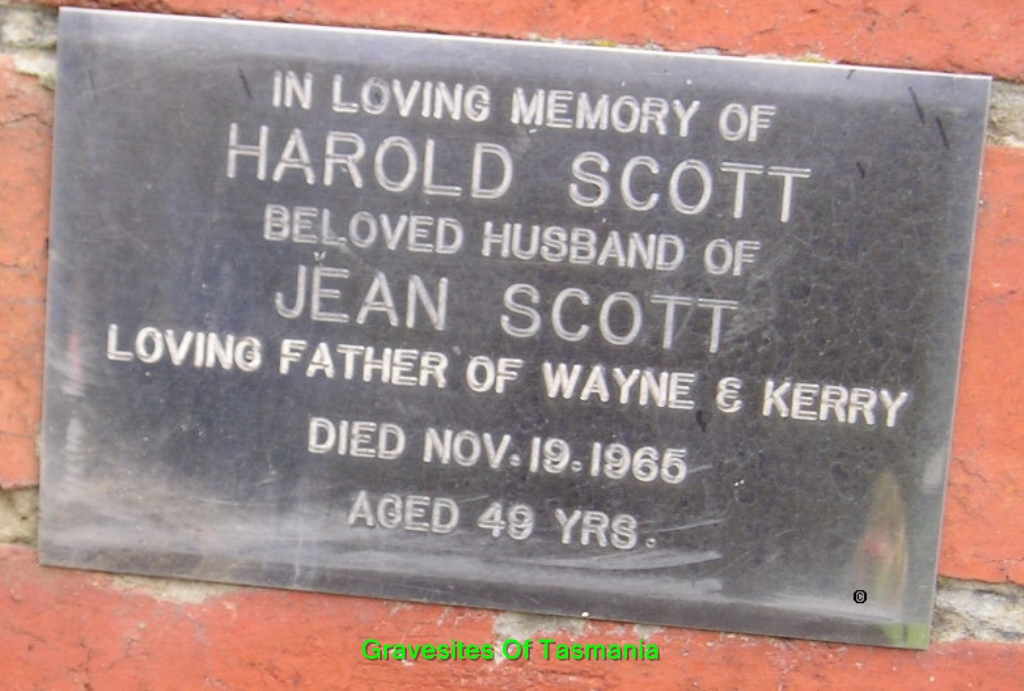 IN LOVING MEMORY OF
HAROLD SCOTT
BELOVED HUSBAND OF
JEAN SCOTT
LOVING FATHER OF WAYNE & KERRY
DIED NOV. 19. 1965
AGED 49 YRS.
©
Gravesites Of Tasmania